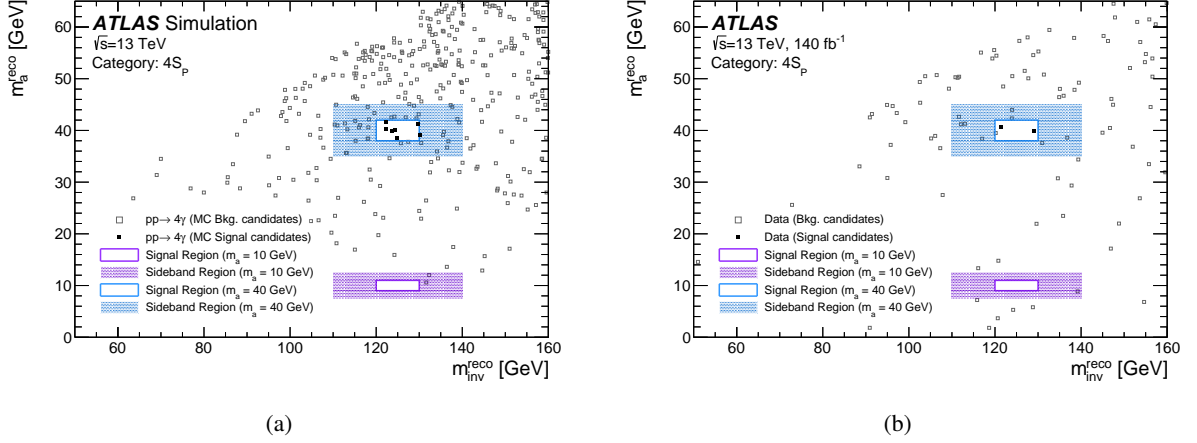 ATLAS Simulation
√s=13 TeV
Category: 4S_P
m_a^reco [GeV]
60
50
40
30
20
10
0
pp→ 4γ (MC Bkg. candidates)
pp→ 4γ (MC Signal candidates)
Signal Region (m_a = 10 GeV)
Sideband Region (m_a = 10 GeV)
Signal Region (m_a = 40 GeV)
Sideband Region (m_a = 40 GeV)
60 80 100 120 140 160
m_inv^reco [GeV]
(a)
ATLAS
√s=13 TeV, 140 fb⁻¹
Category: 4S_P
m_a^reco [GeV]
60
50
40
30
20
10
0
Data (Bkg. candidates)
Data (Signal candidates)
Signal Region (m_a = 10 GeV)
Sideband Region (m_a = 10 GeV)
Signal Region (m_a = 40 GeV)
Sideband Region (m_a = 40 GeV)
60 80 100 120 140 160
m_inv^reco [GeV]
(b)